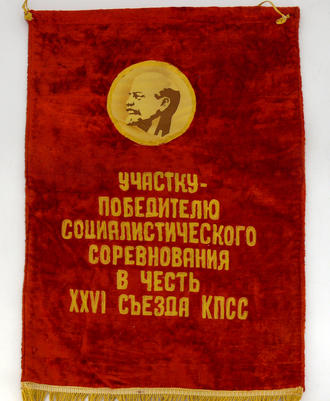 УЧАСТКУ-
ПОБЕДИТЕЛЮ
СОЦИАЛИСТИЧЕСКОГО
СОРЕВНОВАНИЯ
В ЧЕСТЬ
XXVI СЪЕЗДА КПСС